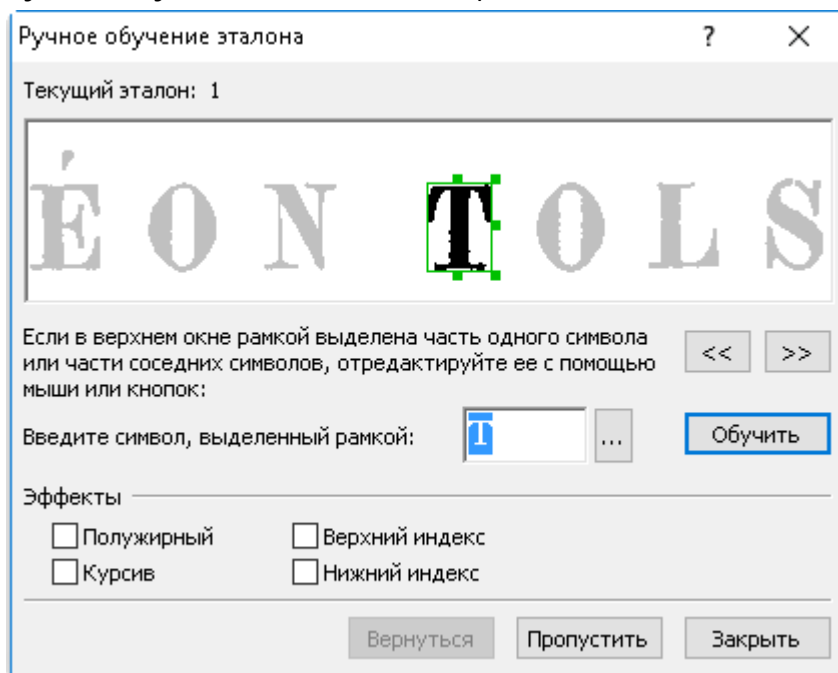 Ручное обучение эталона ?
Текущий эталон: 1
ÉON TOLS
Если в верхнем окне рамкой выделена часть одного символа
или части соседних символов, отредактируйте ее с помощью
мыши или кнопок:
<< >>
Введите символ, выделенный рамкой: T ... Обучить
Эффекты
Полужирный Верхний индекс
Курсив Нижний индекс
Вернуться Пропустить Закрыть